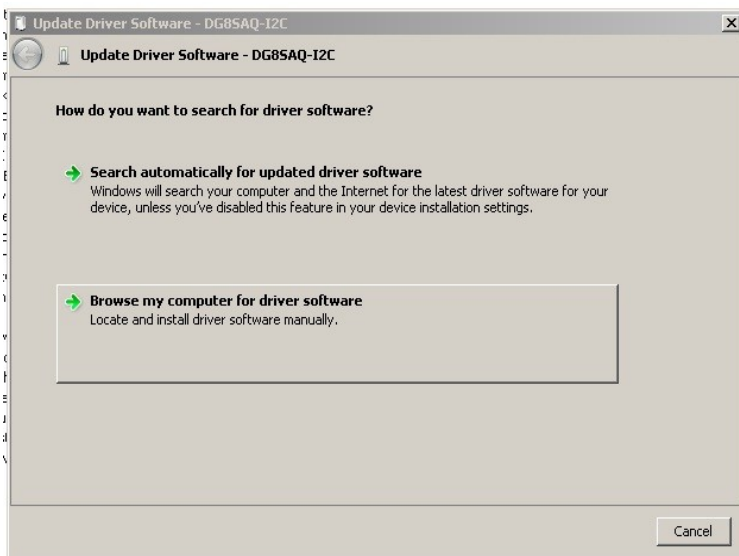 Update Driver Software - DG8SAQ-I2C
Update Driver Software - DG8SAQ-I2C
How do you want to search for driver software?
Search automatically for updated driver software
Windows will search your computer and the Internet for the latest driver software for your
device, unless you've disabled this feature in your device installation settings.
Browse my computer for driver software
Locate and install driver software manually.
Cancel